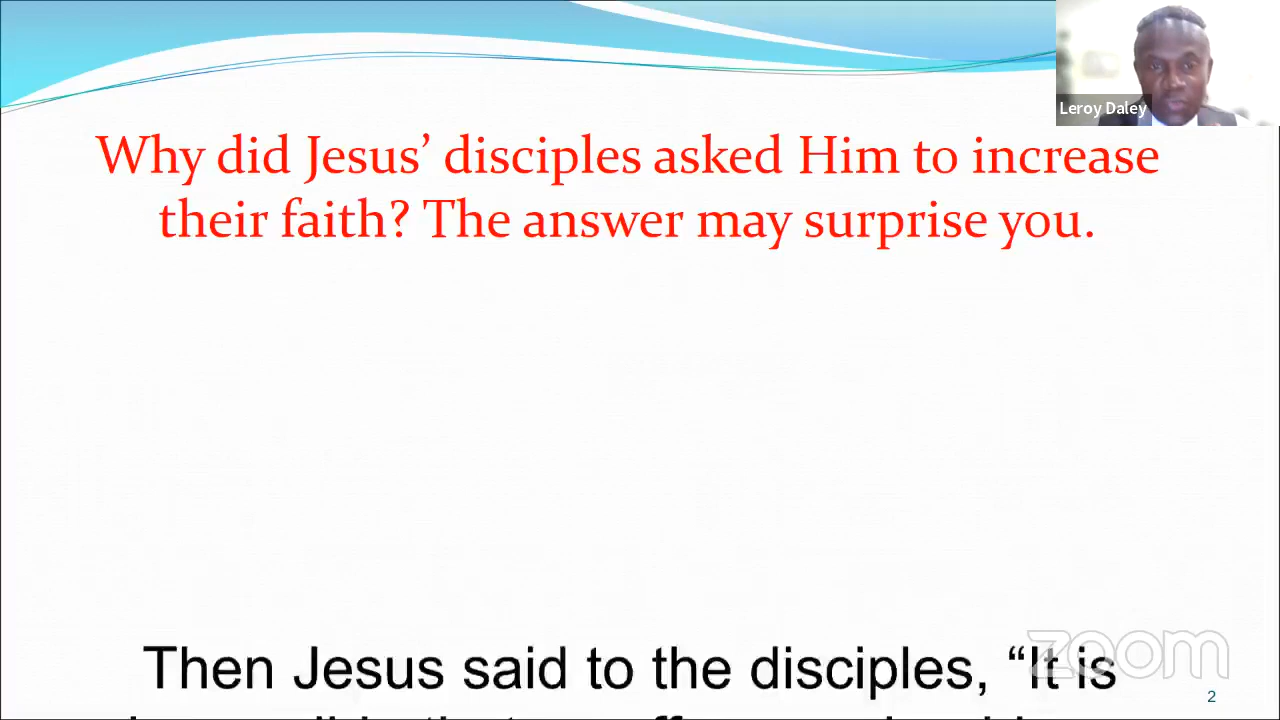 Leroy Daley
Why did Jesus’ disciples asked Him to increase
their faith? The answer may surprise you.
Then Jesus said to the disciples, “It is
zoom
2